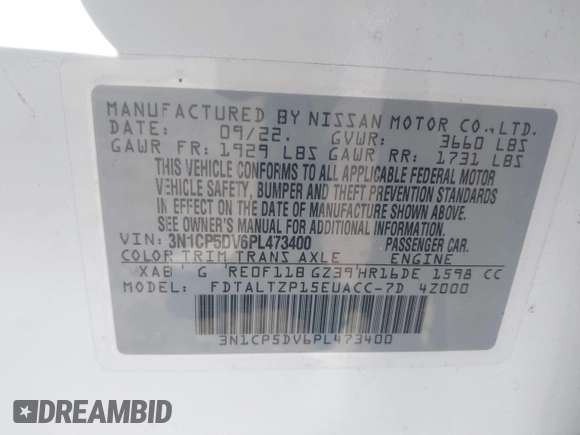 MANUFACTURED BY NISSAN MOTOR CO.,LTD.
DATE: 09/22. GVWR: 3660 LBS
GAWR FR: 1929 LBS GAWR RR: 1731 LBS
THIS VEHICLE CONFORMS TO ALL APPLICABLE FEDERAL MOTOR
VEHICLE SAFETY, BUMPER AND THEFT PREVENTION STANDARDS
IN EFFECT ON THE DATE OF MANUFACTURE SHOWN ABOVE.
SEE OWNER'S MANUAL FOR ADDITIONAL INFORMATION.
VIN: 3N1CP5DV6PL473400 PASSENGER CAR.
COLOR TRIM TRANS AXLE ENGINE
XAB G RE0F11B GZ39 HR16DE 1598 CC
MODEL: FDTALTZP15EUACC-7D 4Z000
3N1CP5DV6PL473400
DREAMBID